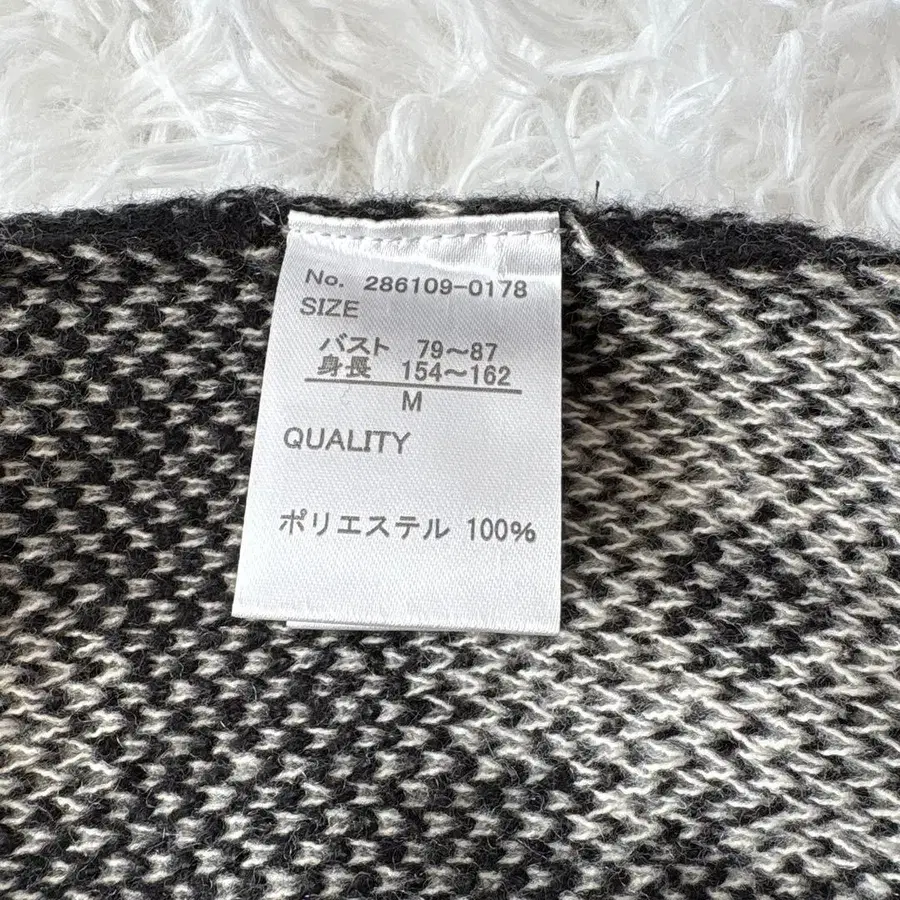 No. 286109-0178
SIZE
バスト 79～87
身長 154～162
M
QUALITY
ポリエステル 100%